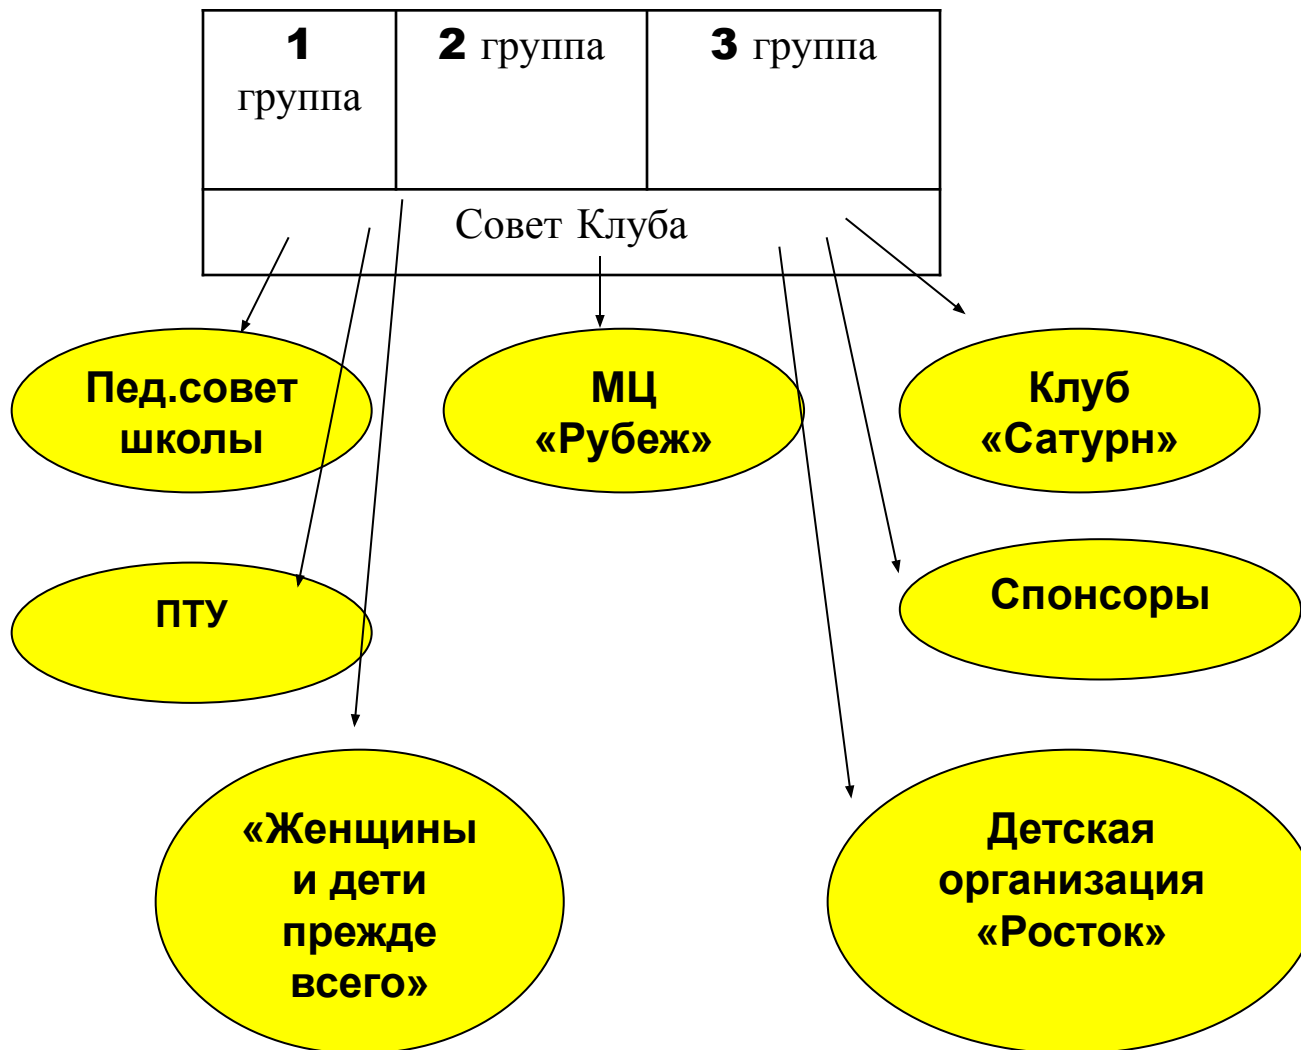 1
группа
2 группа
3 группа
Совет Клуба
Пед.совет
школы
МЦ
«Рубеж»
Клуб
«Сатурн»
ПТУ
Спонсоры
«Женщины
и дети
прежде
всего»
Детская
организация
«Росток»